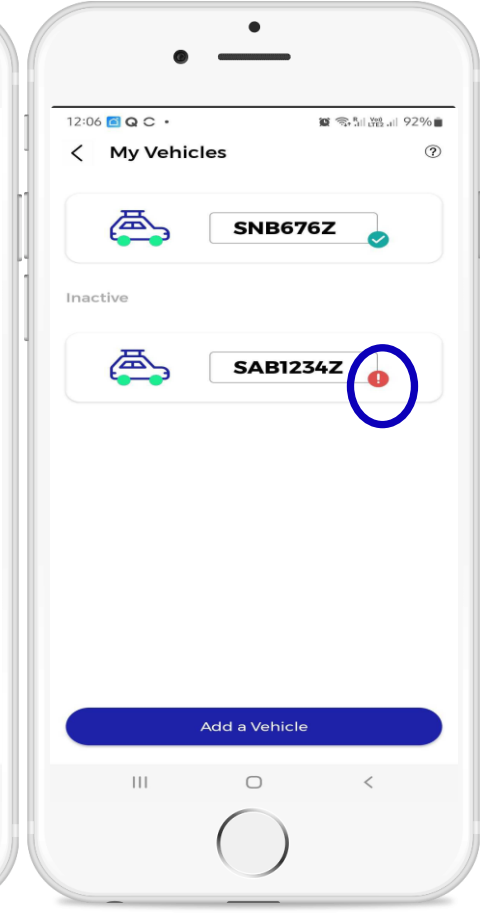 12:06 92%
My Vehicles
SNB676Z
Inactive
SAB1234Z
Add a Vehicle